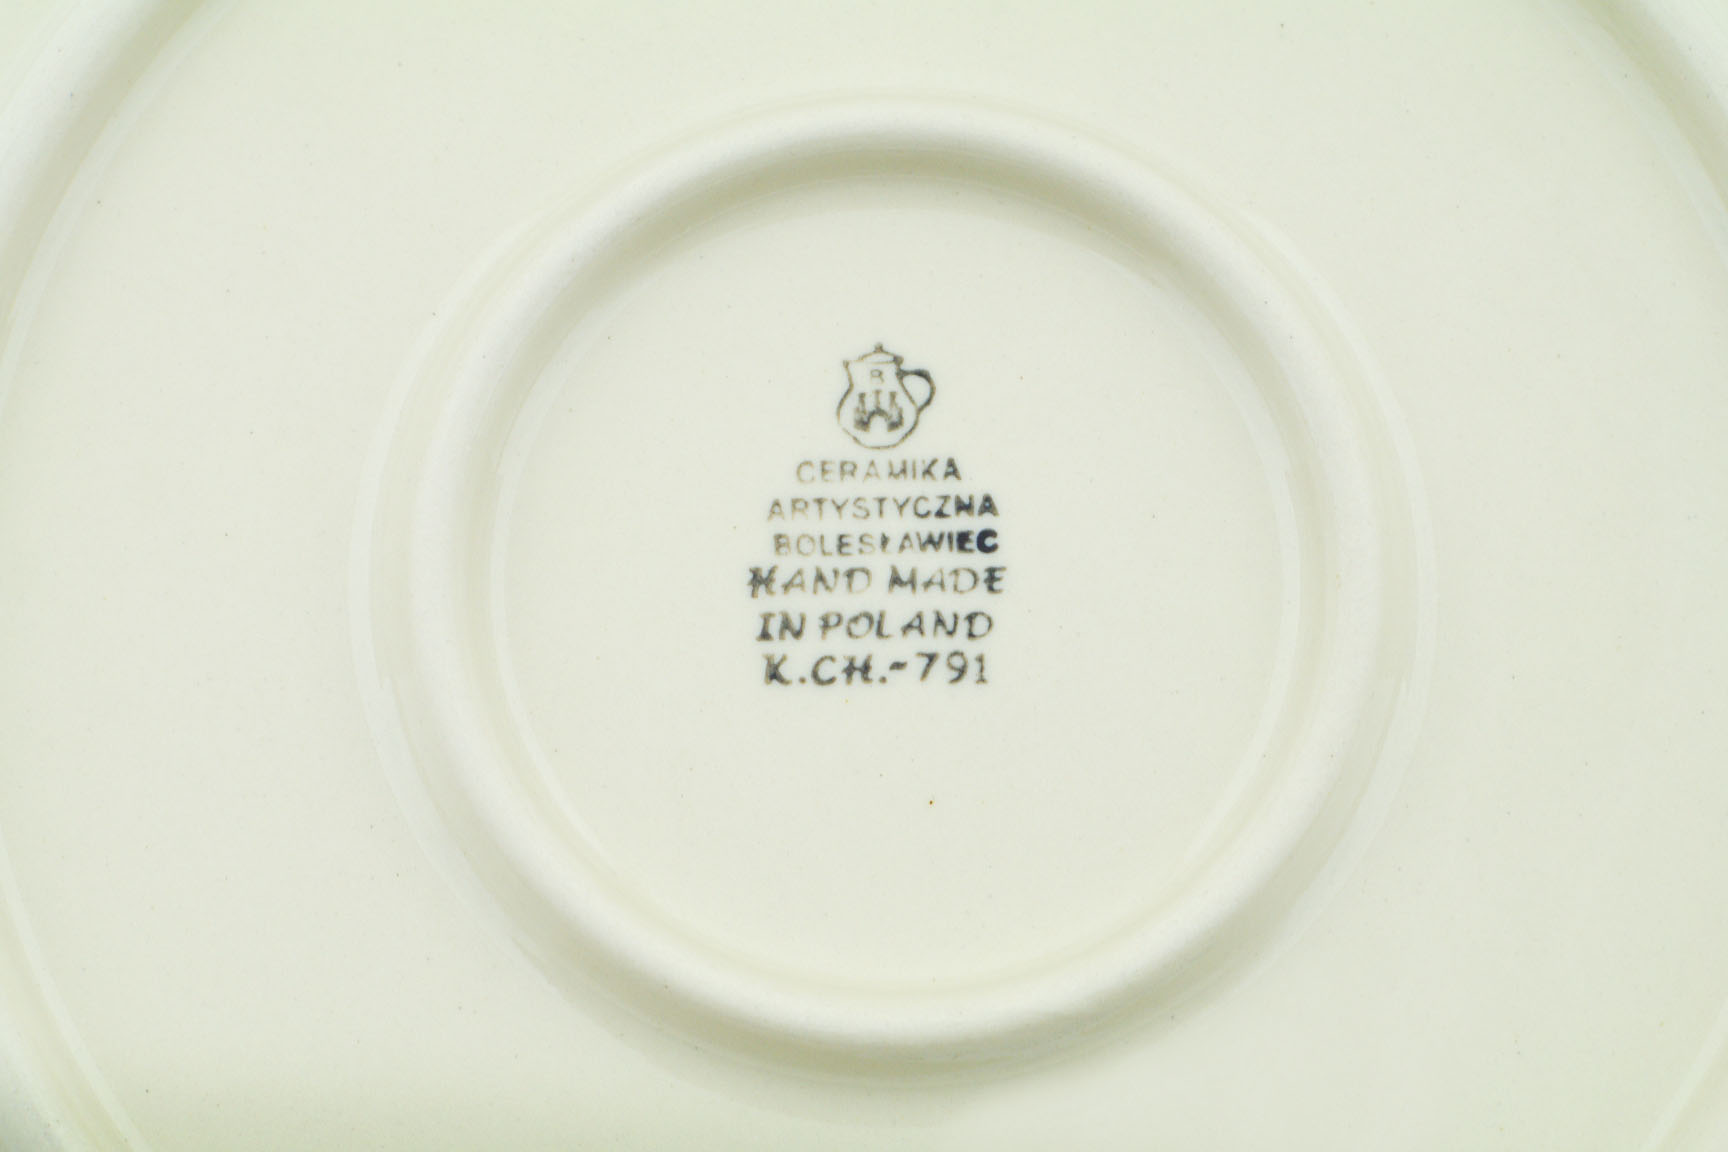 B
CERAMIKA
ARTYSTYCZNA
BOLESŁAWIEC
HAND MADE
IN POLAND
K.CH.-791